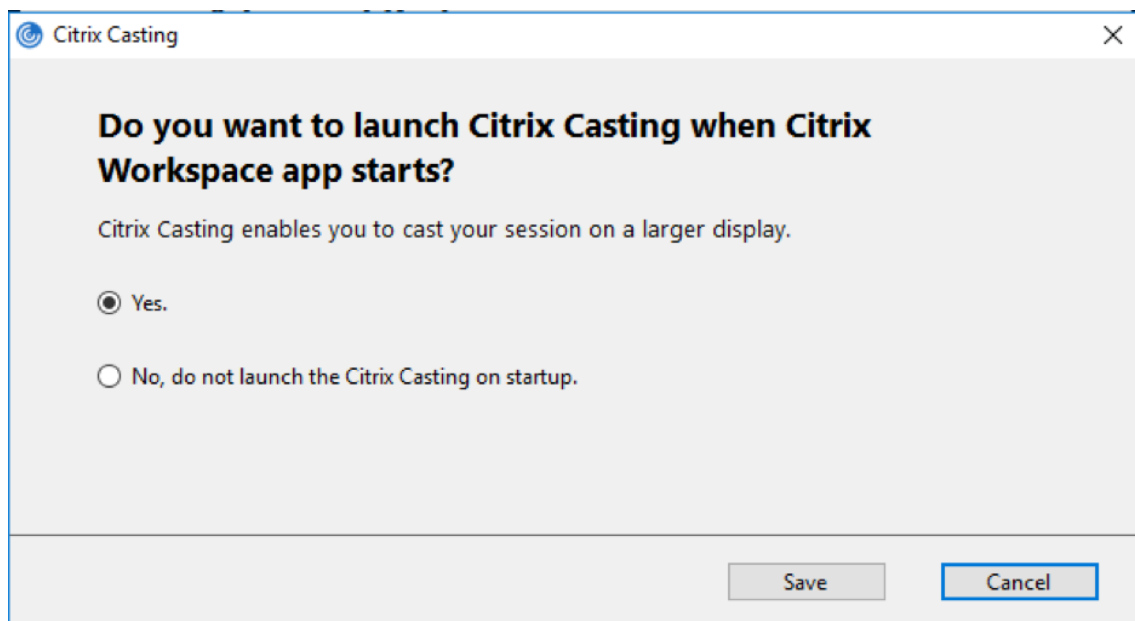 Citrix Casting
Do you want to launch Citrix Casting when Citrix
Workspace app starts?
Citrix Casting enables you to cast your session on a larger display.
Yes.
No, do not launch the Citrix Casting on startup.
Save
Cancel